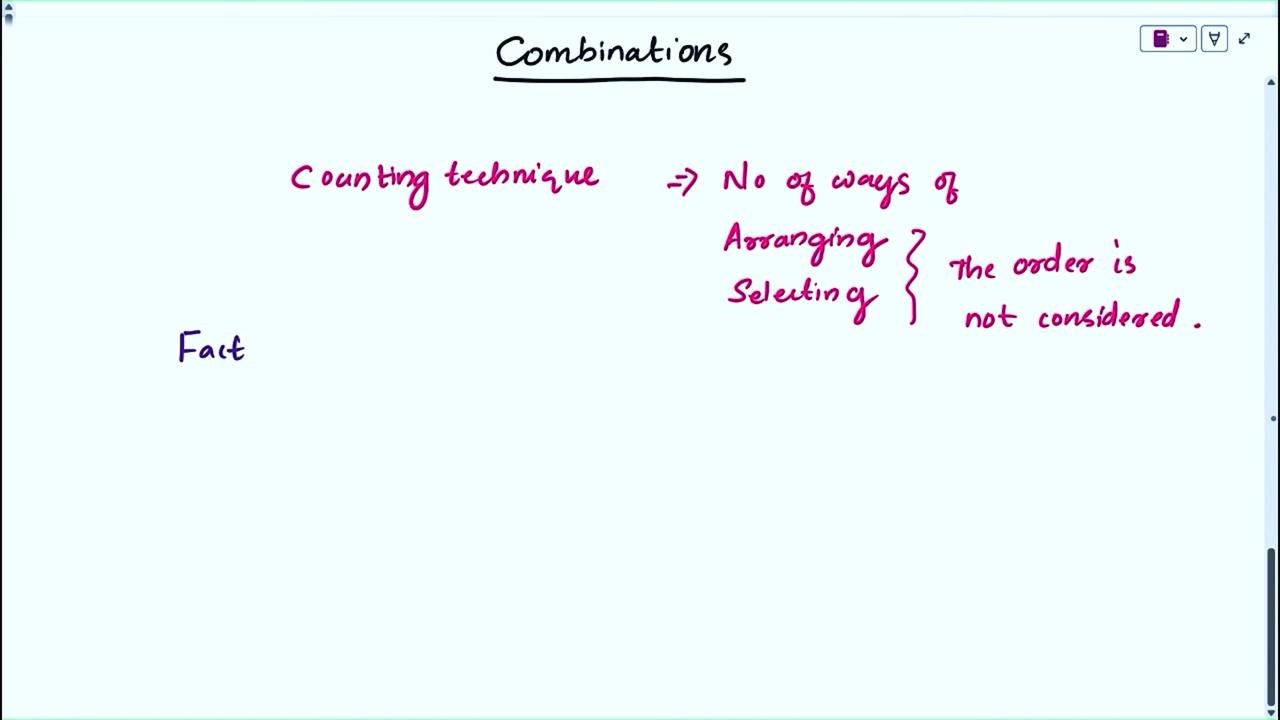 Combinations
Counting technique => No of ways of
Arranging
Selecting } The order is
not considered.
Fact